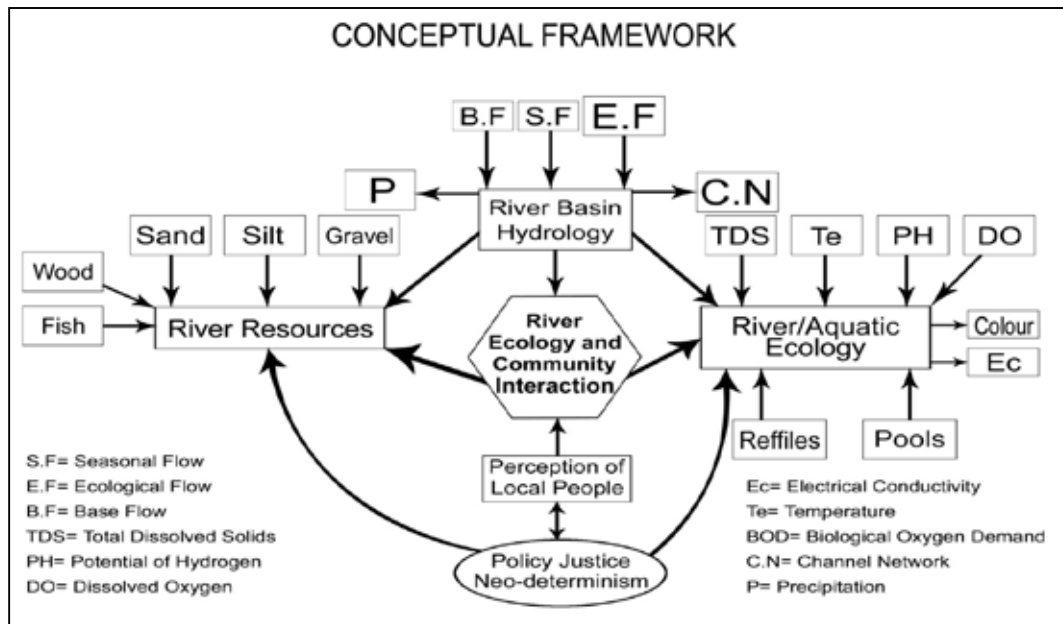 CONCEPTUAL FRAMEWORK
B.F
S.F
E.F
P
C.N
River Basin
Hydrology
Sand
Silt
Gravel
TDS
Te
PH
DO
Wood
Fish
River Resources
River
Ecology and
Community
Interaction
River/Aquatic
Ecology
Colour
Ec
Reffiles
Pools
Perception of
Local People
Policy Justice
Neo-determinism
S.F= Seasonal Flow
E.F= Ecological Flow
B.F= Base Flow
TDS= Total Dissolved Solids
PH= Potential of Hydrogen
DO= Dissolved Oxygen
Ec= Electrical Conductivity
Te= Temperature
BOD= Biological Oxygen Demand
C.N= Channel Network
P= Precipitation